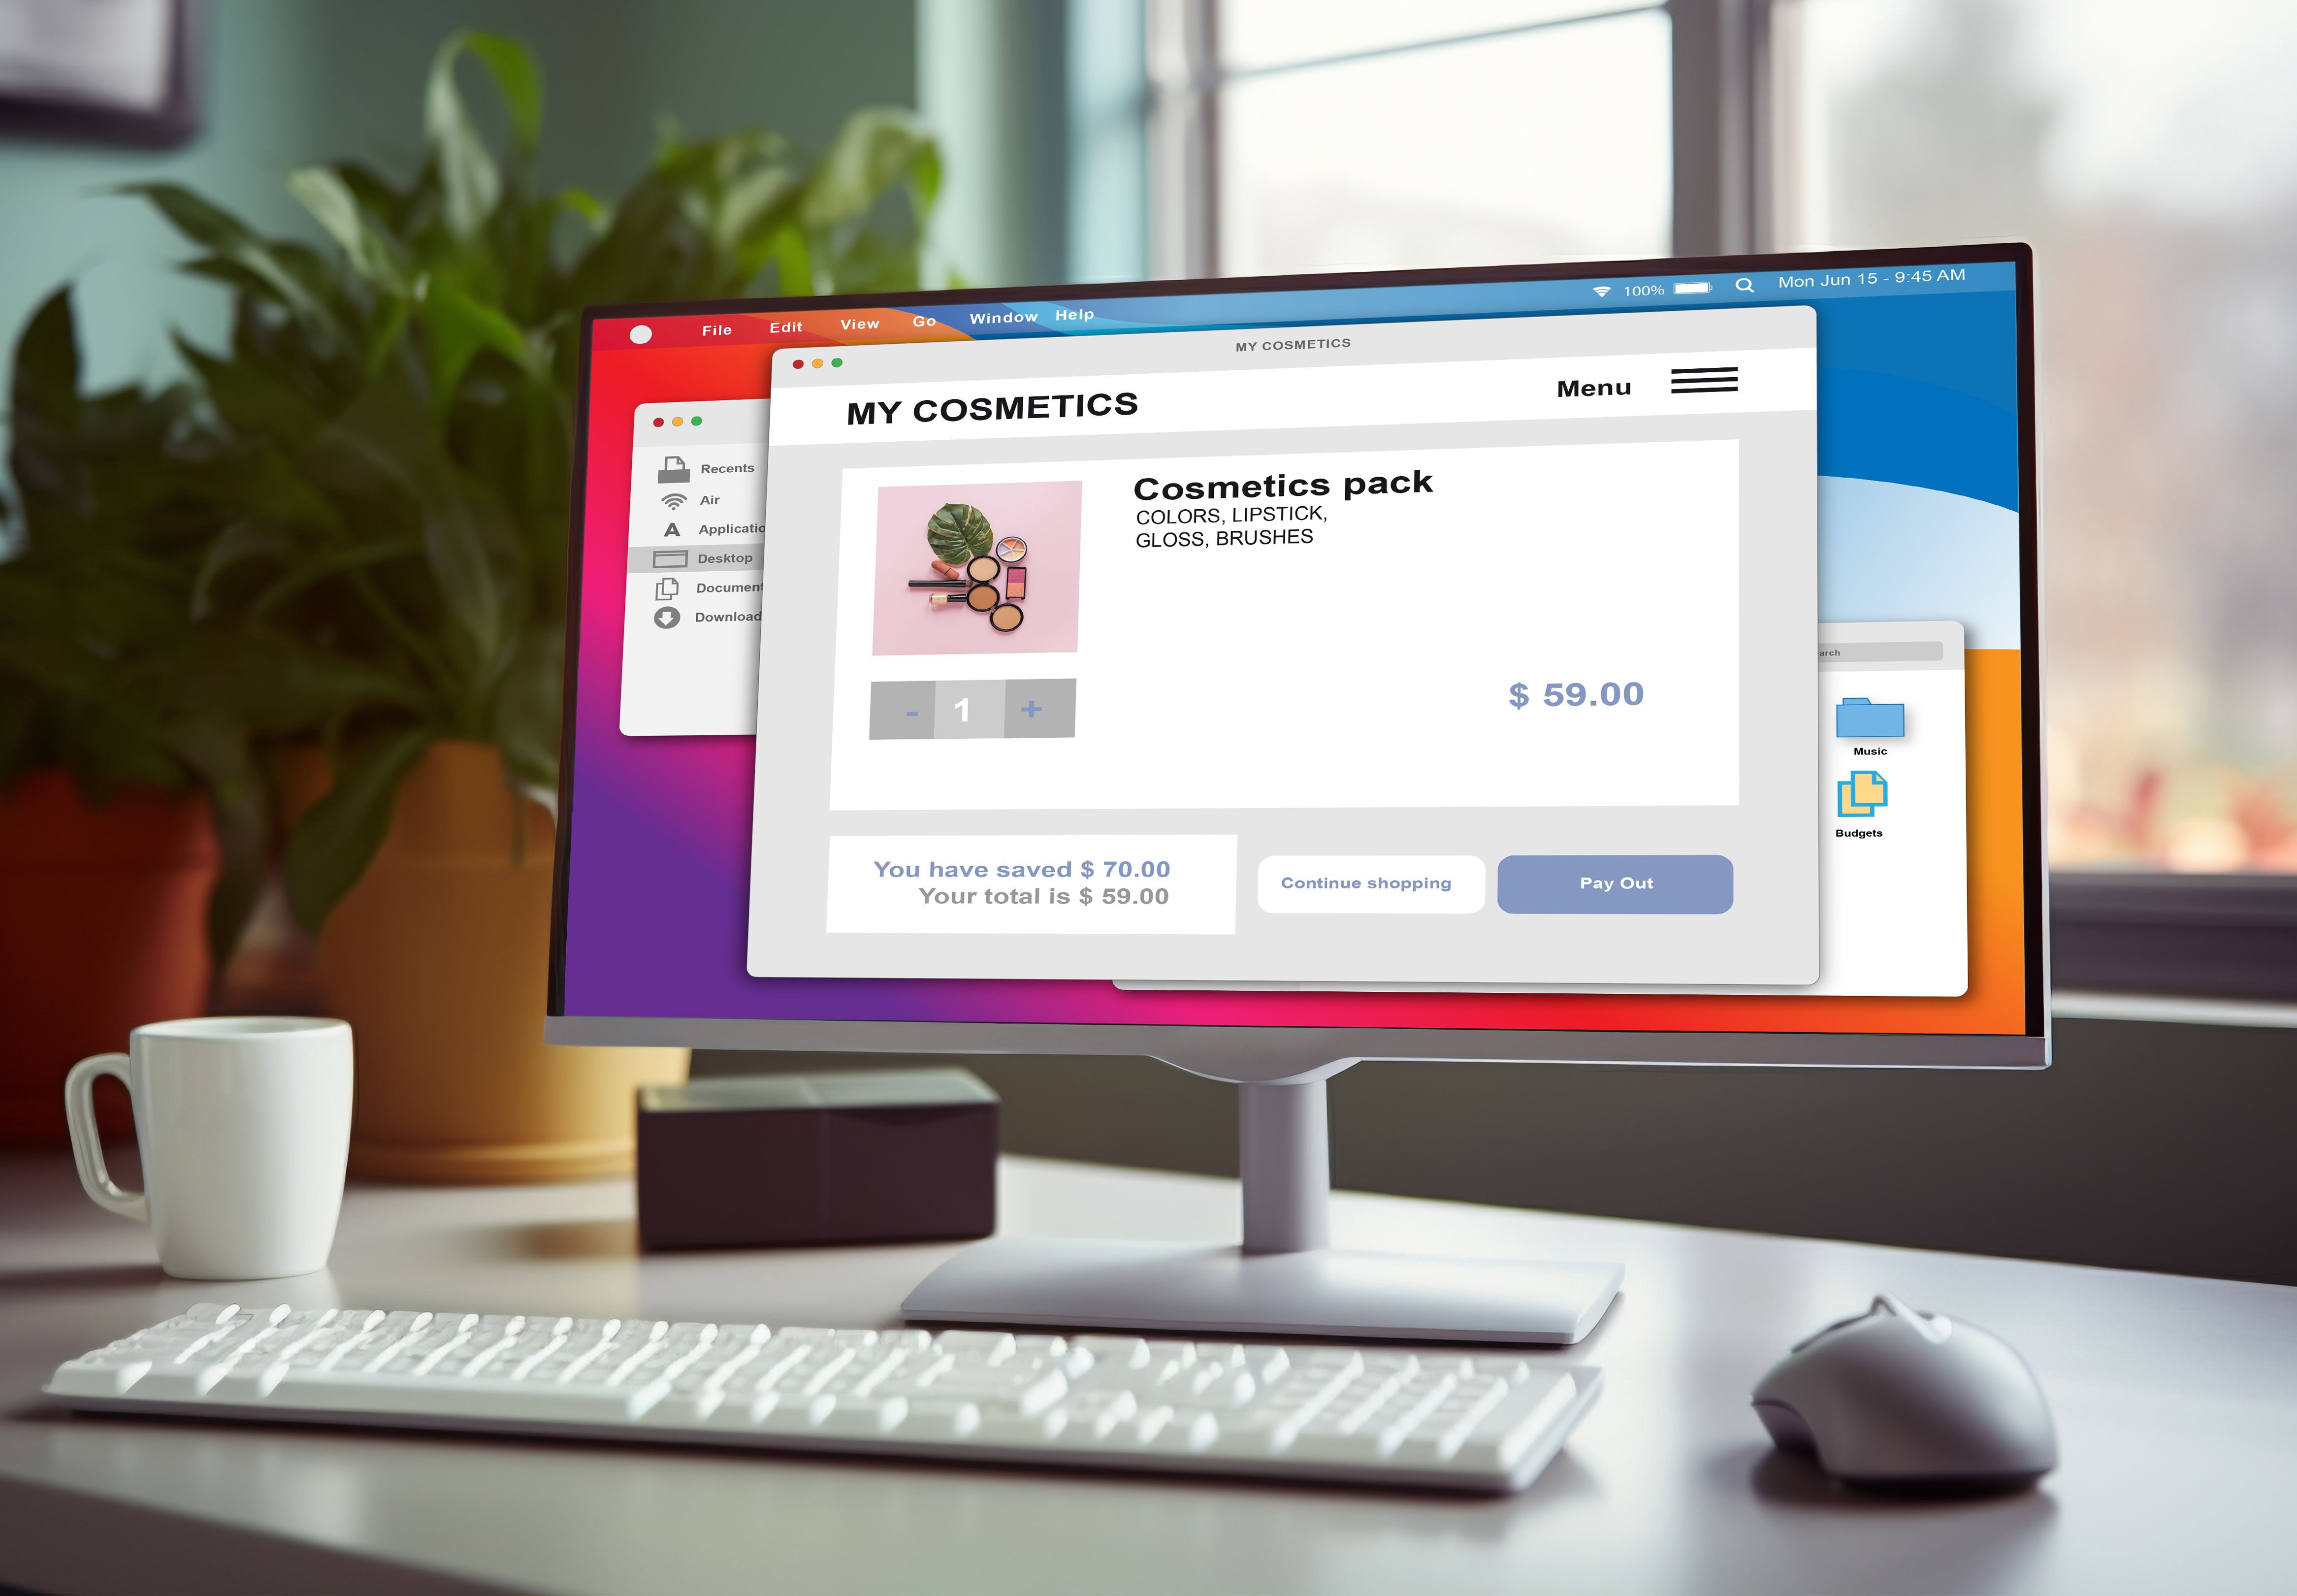 File Edit View Go Window Help
100%
Mon Jun 15 - 9:45 AM
MY COSMETICS
MY COSMETICS
Menu
Recents
Air
A
Applicatio
Desktop
Document
Download
Cosmetics pack
COLORS, LIPSTICK,
GLOSS, BRUSHES
- 1 +
$ 59.00
You have saved $ 70.00
Your total is $ 59.00
Continue shopping
Pay Out
arch
Music
Budgets